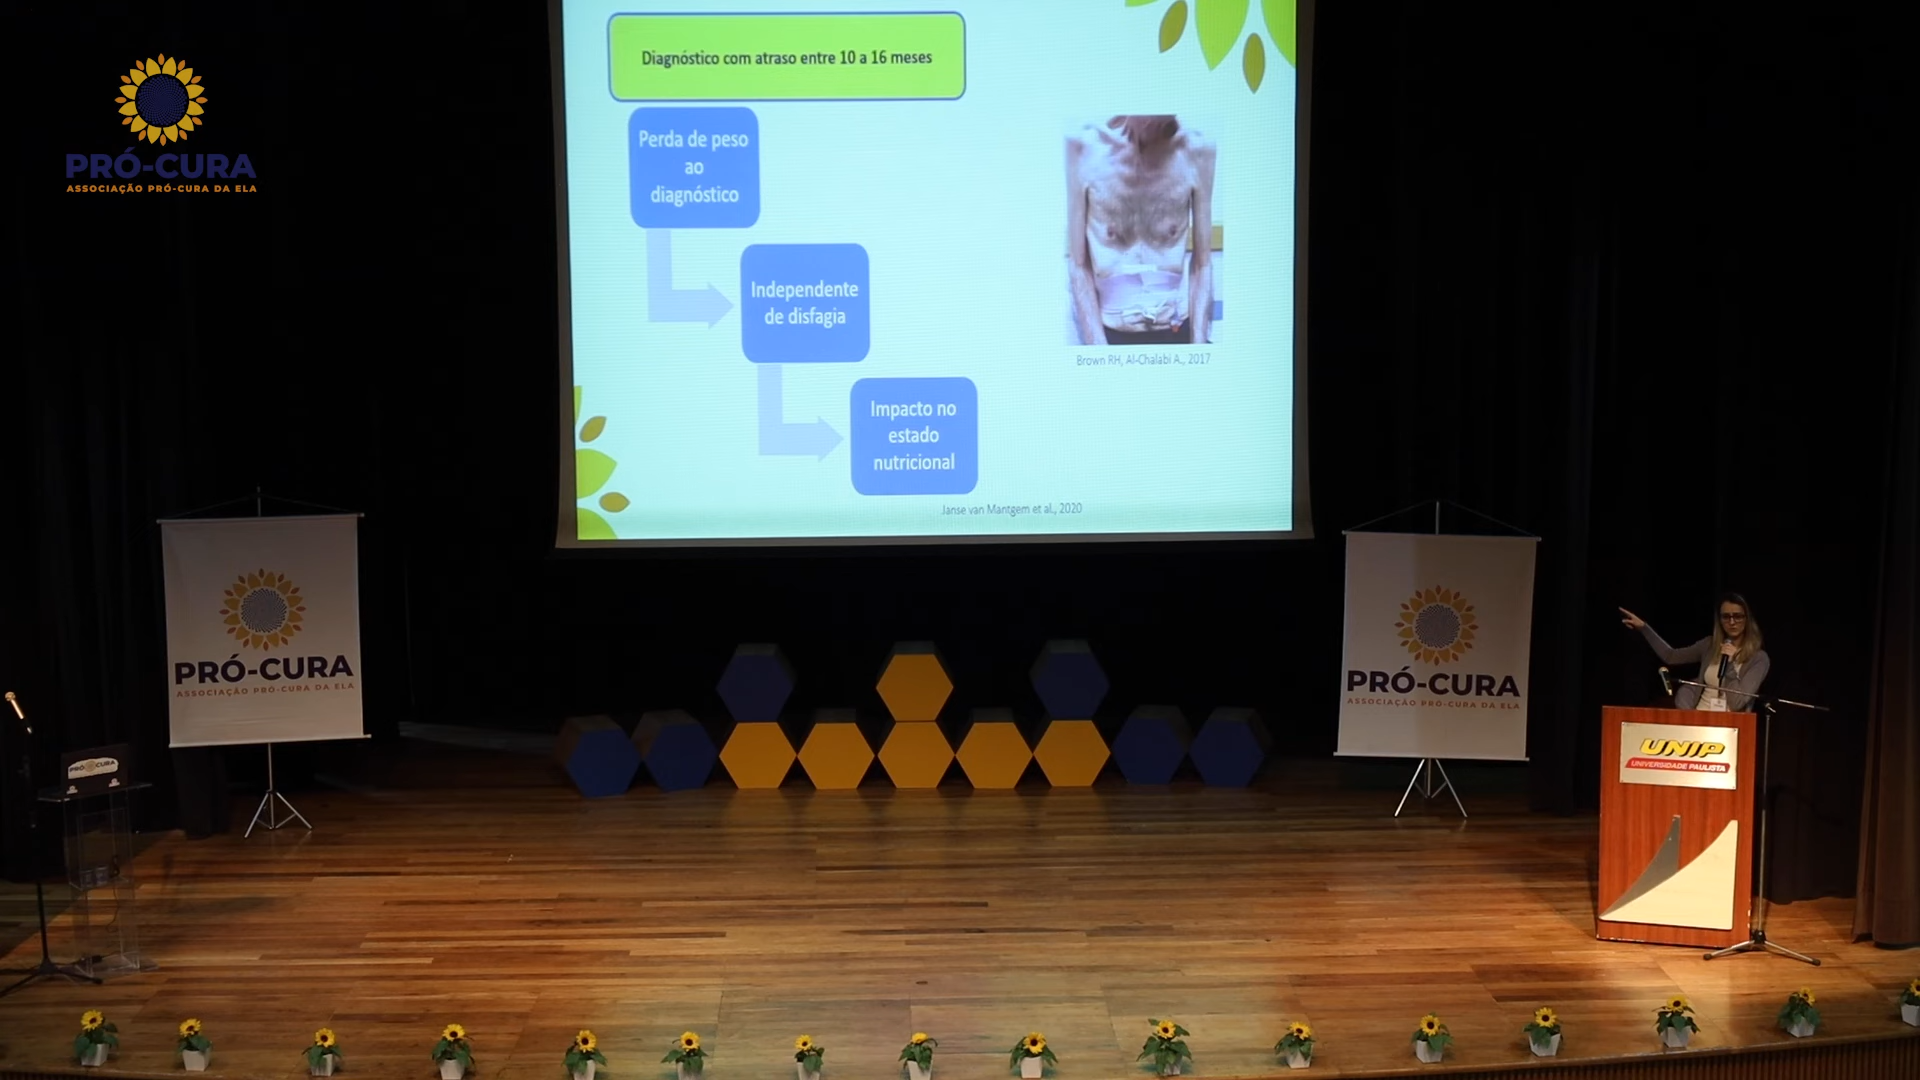 PRÓ-CURA
ASSOCIAÇÃO PRÓ-CURA DA ELA
Diagnóstico com atraso entre 10 a 16 meses
Perda de peso
ao
diagnóstico
Independente
de disfagia
Impacto no
estado
nutricional
Brown RH, Al-Chalabi A., 2017
Janse van Mantgem et al., 2020
PRÓ-CURA
ASSOCIAÇÃO PRÓ-CURA DA ELA
PRÓ-CURA
ASSOCIAÇÃO PRÓ-CURA DA ELA
PRÓ-CURA
UNIP
UNIVERSIDADE PAULISTA